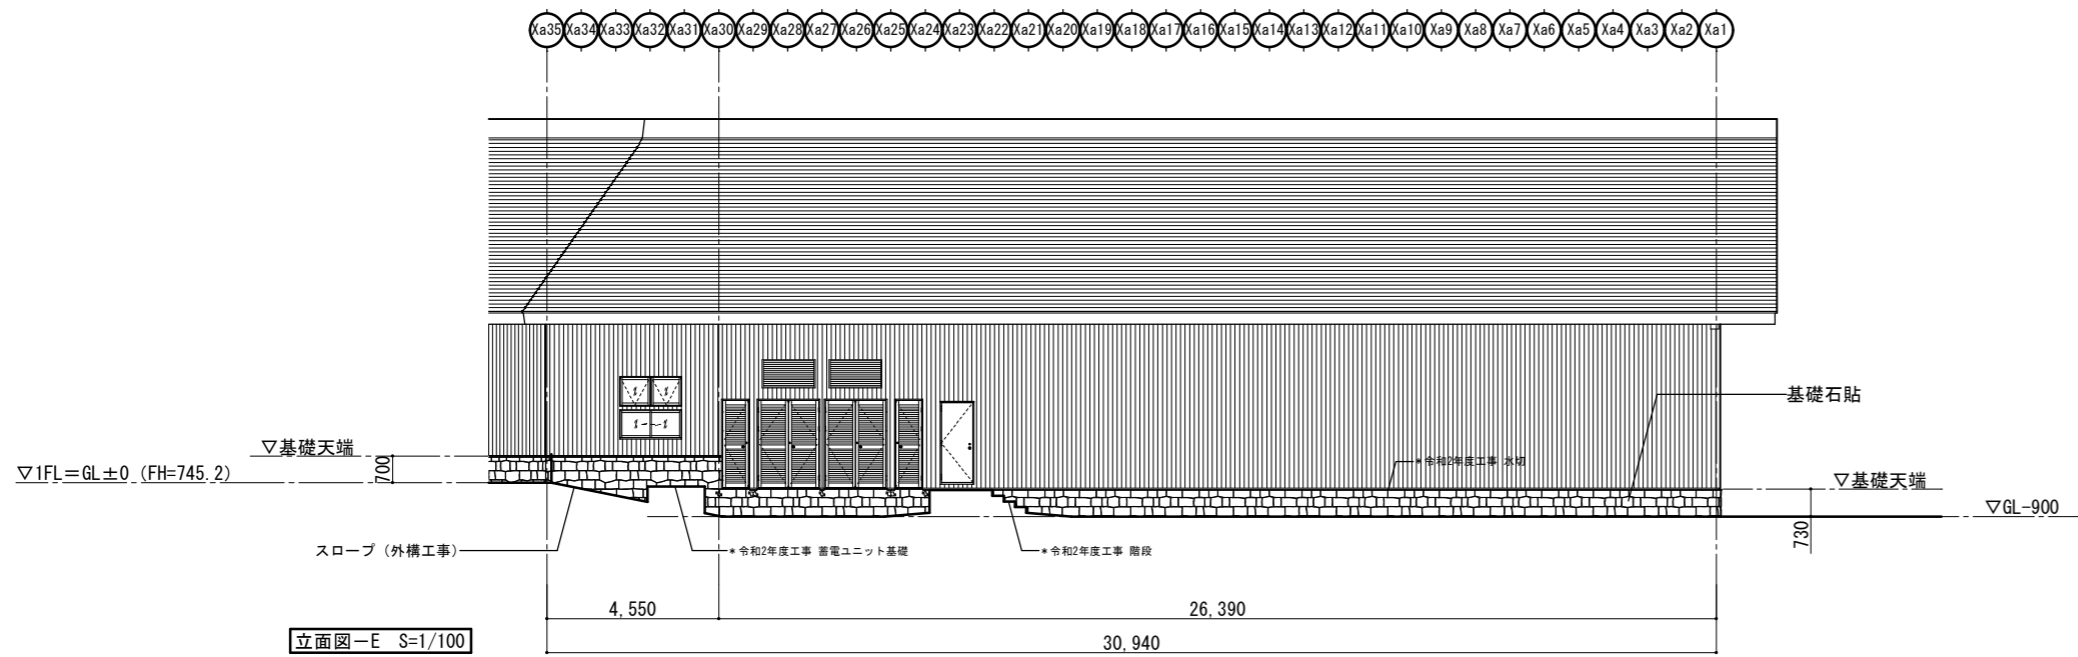 Xa35 Xa34 Xa33 Xa32 Xa31 Xa30 Xa29 Xa28 Xa27 Xa26 Xa25 Xa24 Xa23 Xa22 Xa21 Xa20 Xa19 Xa18 Xa17 Xa16 Xa15 Xa14 Xa13 Xa12 Xa11 Xa10 Xa9 Xa8 Xa7 Xa6 Xa5 Xa4 Xa3 Xa2 Xa1
基礎石貼
▽基礎天端
700
▽1FL=GL±0 (FH=745.2)
*令和2年度工事 水切
▽基礎天端
▽GL-900
730
スロープ（外構工事）
*令和2年度工事 蓄電ユニット基礎
*令和2年度工事 階段
4,550
26,390
30,940
立面図－E S=1/100